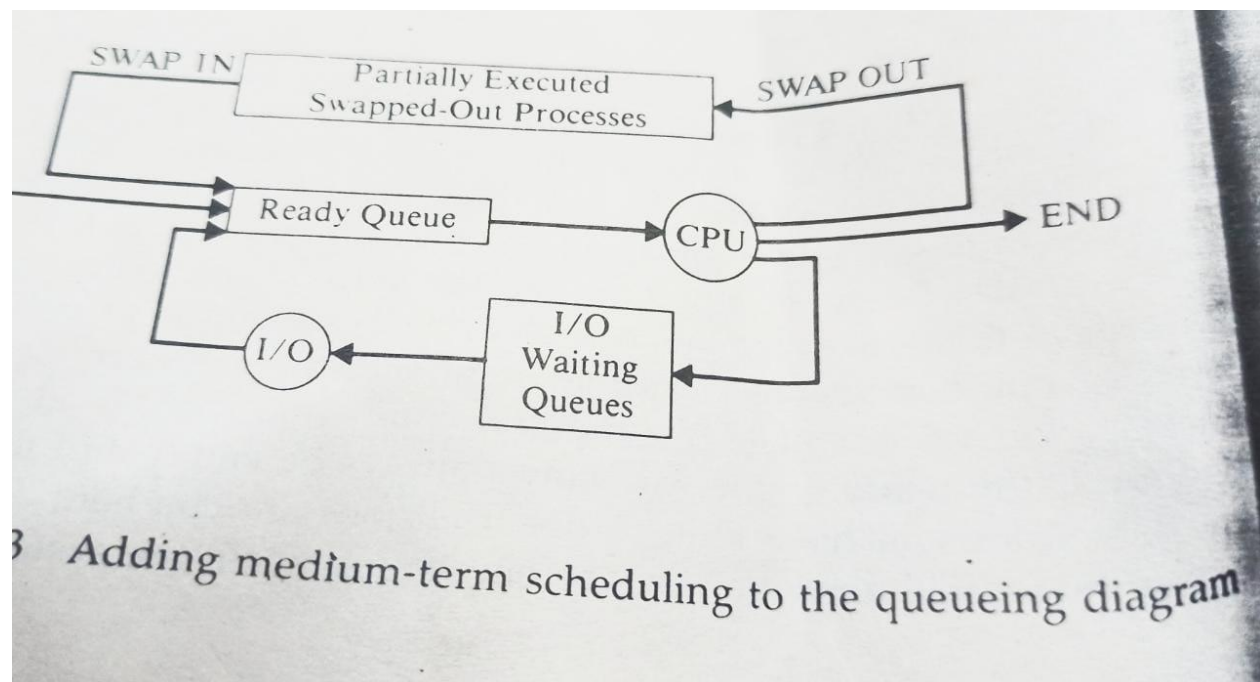 SWAP IN
Partially Executed
Swapped-Out Processes
SWAP OUT
Ready Queue
CPU
END
I/O
I/O
Waiting
Queues
3 Adding medium-term scheduling to the queueing diagram